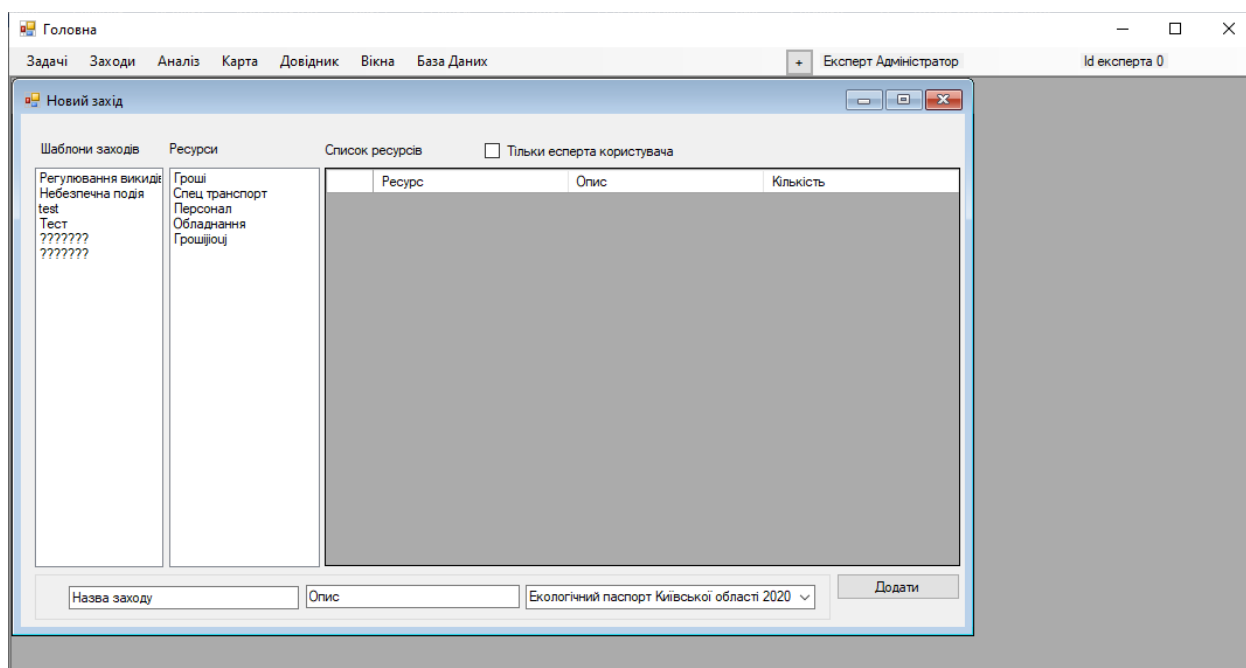 Головна
Задачі Заходи Аналіз Карта Довідник Вікна База Даних + Експерт Адміністратор Id експерта 0
Новий захід
Шаблони заходів Ресурси Список ресурсів Тільки есперта користувача
Ресурс Опис Кількість
Регулювання викидів
Небезпечна подія
test
Тест
???????
???????
Гроші
Спец транспорт
Персонал
Обладнання
Грошіjiouj
Назва заходу Опис Екологічний паспорт Київської області 2020 Додати